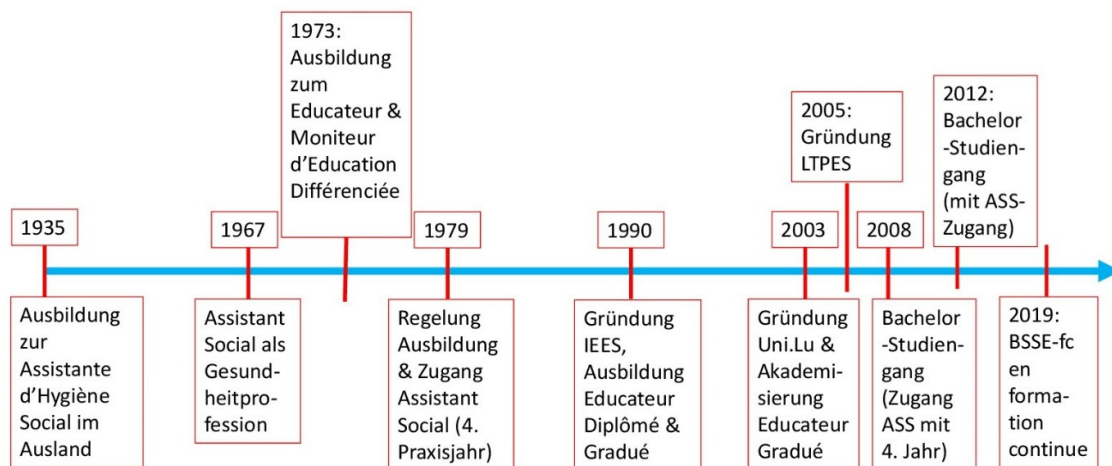 1935
Ausbildung
zur
Assistante
d'Hygiène
Social im
Ausland
1967
Assistant
Social als
Gesund-
heitpro-
fession
1973:
Ausbildung
zum
Educateur &
Moniteur
d'Education
Différenciée
1979
Regelung
Ausbildung
& Zugang
Assistant
Social (4.
Praxisjahr)
1990
Gründung
IEES,
Ausbildung
Educateur
Diplômé &
Gradué
2003
Gründung
Uni.Lu &
Akademi-
sierung
Educateur
Gradué
2005:
Gründung
LTPES
2008
Bachelor
-Studien-
gang
(Zugang
ASS mit
4. Jahr)
2012:
Bachelor
-Studien-
gang
(mit ASS-
Zugang)
2019:
BSSE-fc
en
forma-
tion
continue